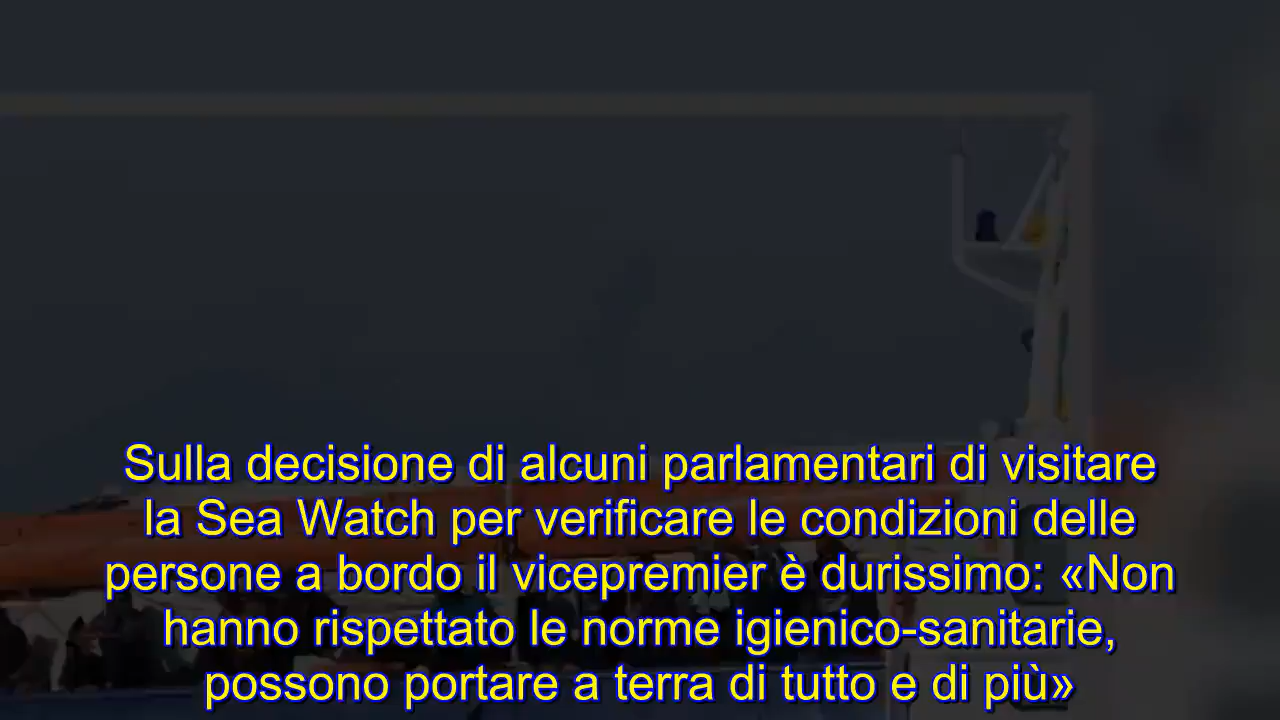 Sulla decisione di alcuni parlamentari di visitare
la Sea Watch per verificare le condizioni delle
persone a bordo il vicepremier è durissimo: «Non
hanno rispettato le norme igienico-sanitarie,
possono portare a terra di tutto e di più»